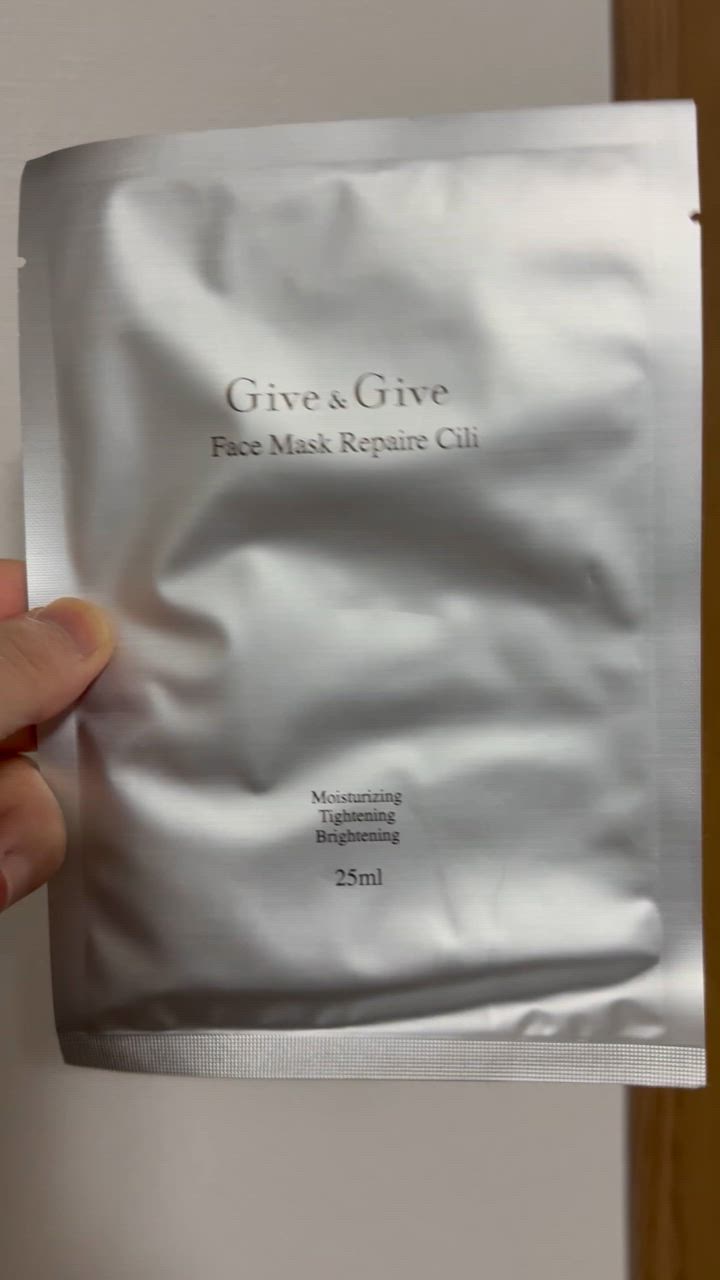 Give & Give
Face Mask Repaire Cili
Moisturizing
Tightening
Brightening
25ml